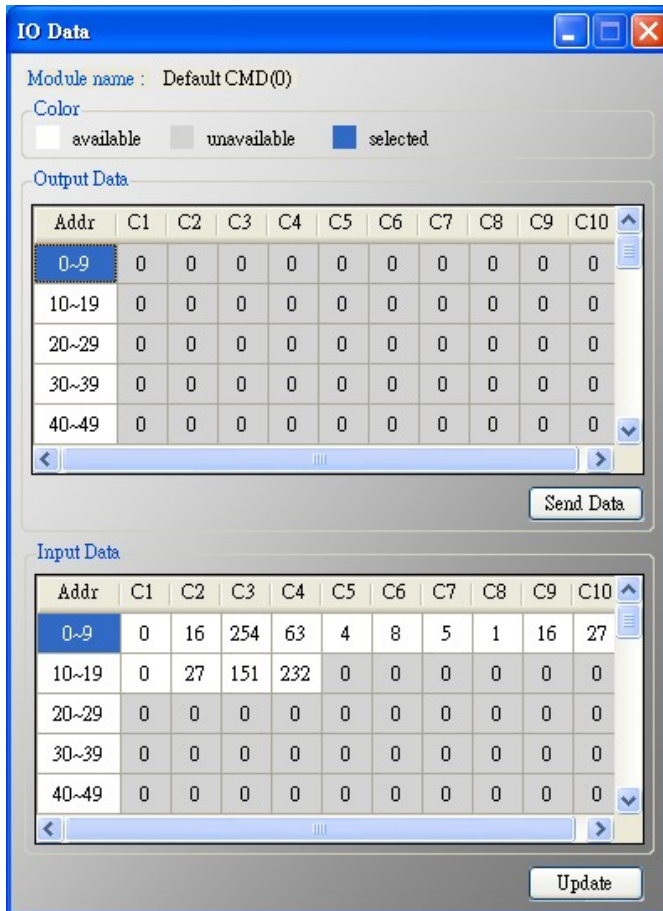 IO Data
Module name : Default CMD(0)
Color
available unavailable selected
Output Data
Addr C1 C2 C3 C4 C5 C6 C7 C8 C9 C10
0~9 0 0 0 0 0 0 0 0 0 0
10~19 0 0 0 0 0 0 0 0 0 0
20~29 0 0 0 0 0 0 0 0 0 0
30~39 0 0 0 0 0 0 0 0 0 0
40~49 0 0 0 0 0 0 0 0 0 0
Send Data
Input Data
Addr C1 C2 C3 C4 C5 C6 C7 C8 C9 C10
0~9 0 16 254 63 4 8 5 1 16 27
10~19 0 27 151 232 0 0 0 0 0 0
20~29 0 0 0 0 0 0 0 0 0 0
30~39 0 0 0 0 0 0 0 0 0 0
40~49 0 0 0 0 0 0 0 0 0 0
Update